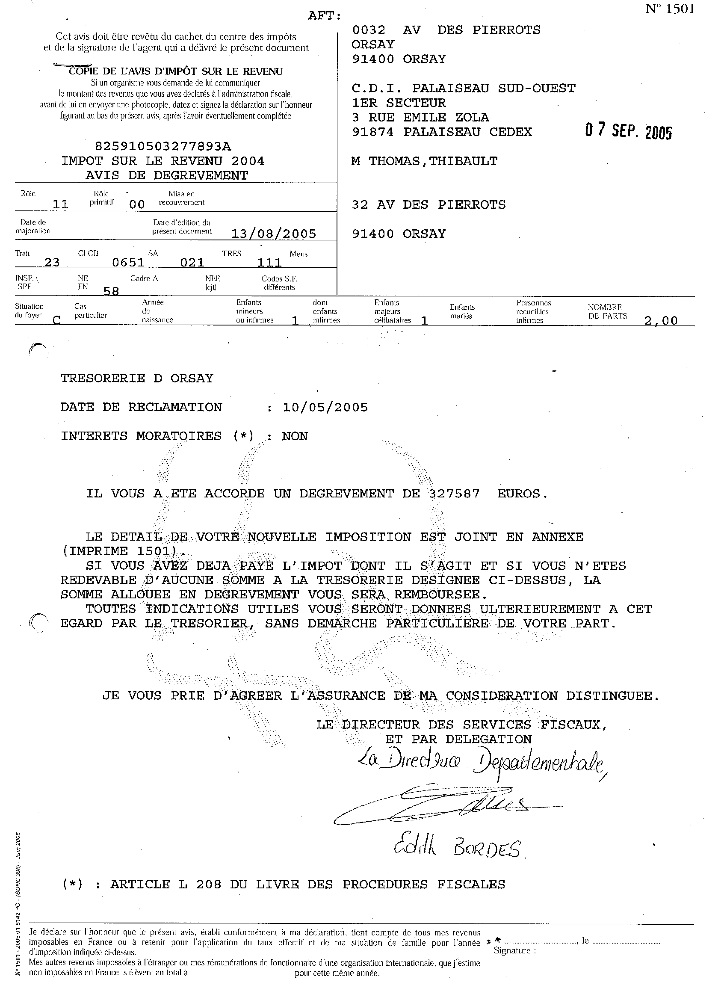 N° 1501
AFT:
Cet avis doit être revêtu du cachet du centre des impôts
et de la signature de l'agent qui a délivré le présent document
COPIE DE L'AVIS D'IMPÔT SUR LE REVENU
Si un organisme vous demande de lui communiquer
le montant des revenus que vous avez déclarés à l'administration fiscale,
avant de lui en envoyer une photocopie, datez et signez la déclaration sur l'honneur
figurant au bas du présent avis, après l'avoir éventuellement complétée
825910503277893A
IMPOT SUR LE REVENU 2004
AVIS DE DEGREVEMENT
0032 AV DES PIERROTS
ORSAY
91400 ORSAY
C.D.I. PALAISEAU SUD-OUEST
1ER SECTEUR
3 RUE EMILE ZOLA
91874 PALAISEAU CEDEX
07 SEP. 2005
M THOMAS,THIBAULT
32 AV DES PIERROTS
91400 ORSAY
Rôle 11 Rôle primitif 00 Mise en recouvrement
Date de majoration Date d'édition du présent document 13/08/2005
Trait. 23 CI CB 0651 SA 021 TRES 111 Mens
INSP. SPE NE EN 58 Cadre A NEE (cjt) Codes S.F. différents
Situation du foyer C Cas particulier Année de naissance Enfants mineurs ou infirmes 1 dont enfants infirmes Enfants majeurs célibataires 1 Enfants mariés Personnes recueillies infirmes NOMBRE DE PARTS 2,00
TRESORERIE D ORSAY
DATE DE RECLAMATION : 10/05/2005
INTERETS MORATOIRES (*) : NON
IL VOUS A ETE ACCORDE UN DEGREVEMENT DE 327587 EUROS.
LE DETAIL DE VOTRE NOUVELLE IMPOSITION EST JOINT EN ANNEXE
(IMPRIME 1501).
SI VOUS AVEZ DEJA PAYE L'IMPOT DONT IL S'AGIT ET SI VOUS N'ETES
REDEVABLE D'AUCUNE SOMME A LA TRESORERIE DESIGNEE CI-DESSUS, LA
SOMME ALLOUEE EN DEGREVEMENT VOUS SERA REMBOURSEE.
TOUTES INDICATIONS UTILES VOUS SERONT DONNEES ULTERIEUREMENT A CET
EGARD PAR LE TRESORIER, SANS DEMARCHE PARTICULIERE DE VOTRE PART.
JE VOUS PRIE D'AGREER L'ASSURANCE DE MA CONSIDERATION DISTINGUEE.
LE DIRECTEUR DES SERVICES FISCAUX,
ET PAR DELEGATION
La Directrice Departementale,
Edith BORDES
(*) : ARTICLE L 208 DU LIVRE DES PROCEDURES FISCALES
N° 1501 - 2005 01 6142 PO - (SDNC 396) - Juin 2005
Je déclare sur l'honneur que le présent avis, établi conformément à ma déclaration, tient compte de tous mes revenus
imposables en France ou à retenir pour l'application du taux effectif et de ma situation de famille pour l'année
d'imposition indiquée ci-dessus.
Mes autres revenus imposables à l'étranger ou mes rémunérations de fonctionnaire d'une organisation internationale, que j'estime
non imposables en France, s'élèvent au total à pour cette même année.
A ........................................, le ........................................
Signature :